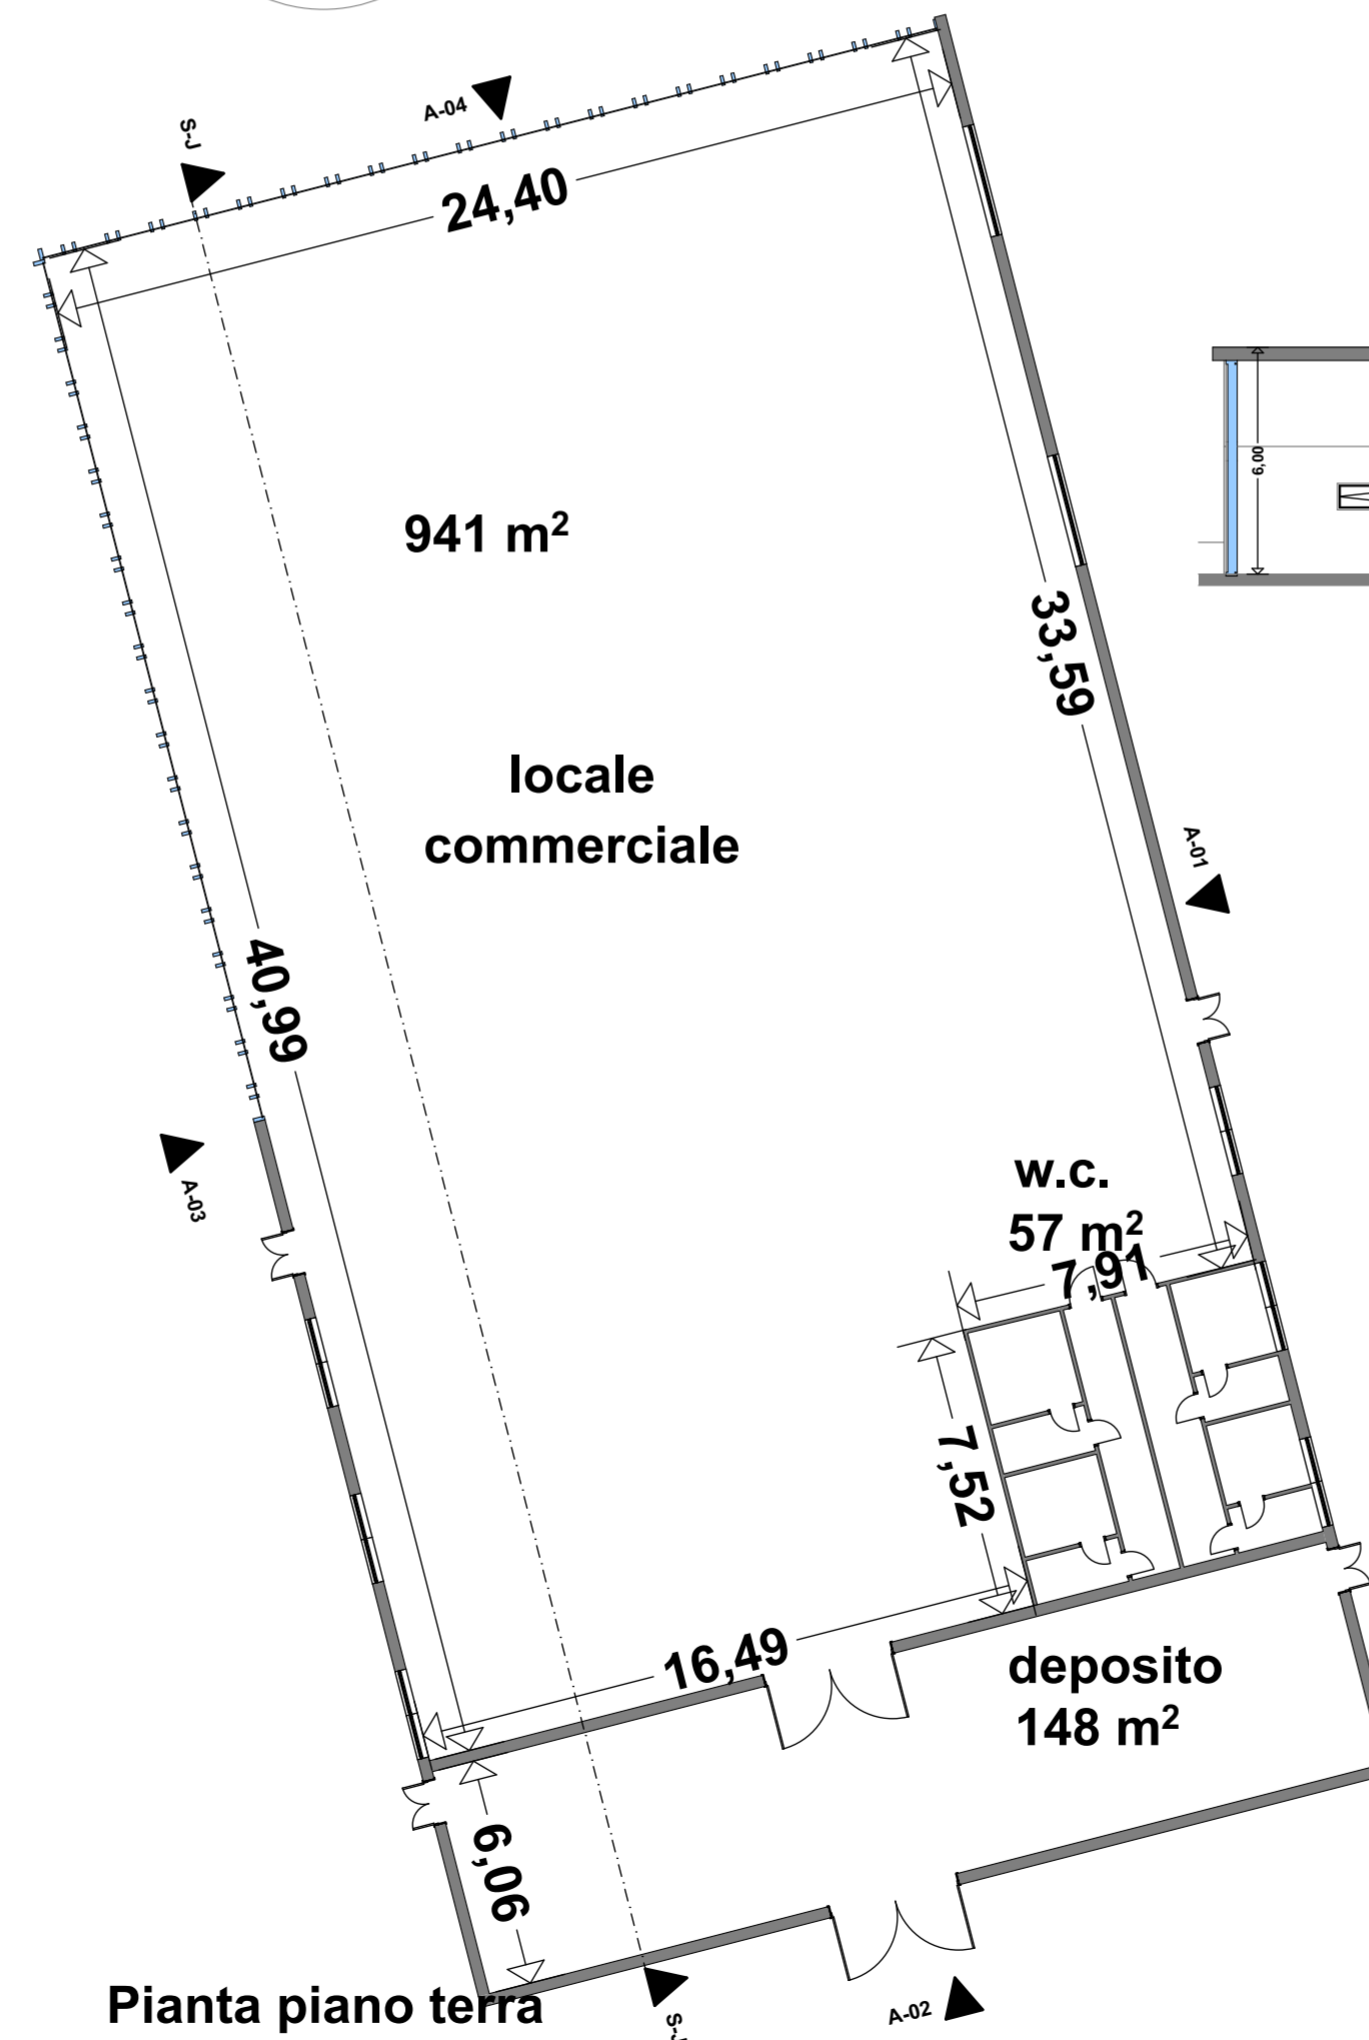 A-04
S-J
24,40
6,00
941 m²
33,59
locale
commerciale
A-01
40,99
A-03
w.c.
57 m²
7,91
7,52
16,49
deposito
148 m²
6,06
Pianta piano terra
A-02